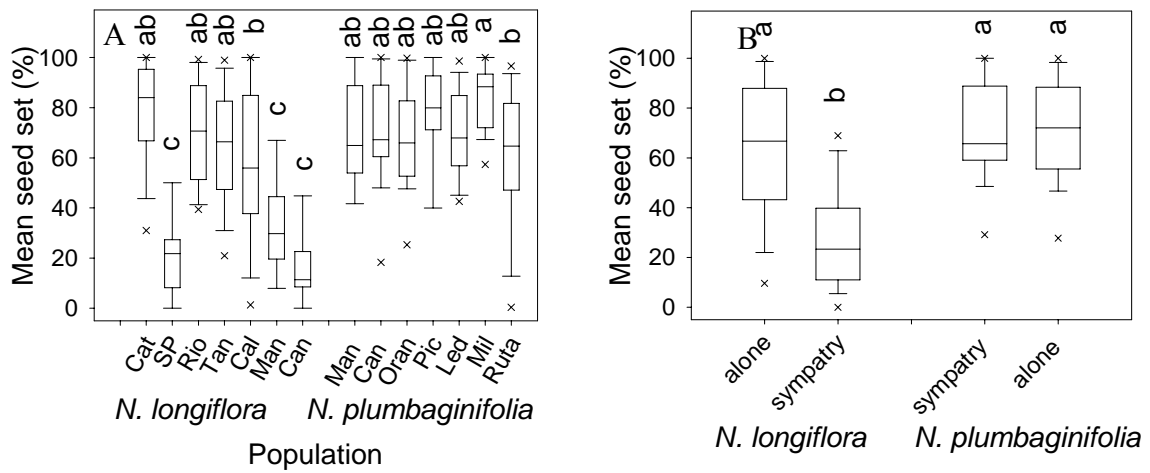 A
ab
c
ab
ab
b
c
c
ab
ab
ab
ab
ab
a
b
Mean seed set (%)
100
80
60
40
20
0
Cat
SP
Rio
Tan
Cal
Man
Can
Man
Can
Oran
Pic
Led
Mil
Ruta
N. longiflora
N. plumbaginifolia
Population
B
a
b
a
a
Mean seed set (%)
100
80
60
40
20
0
alone
sympatry
sympatry
alone
N. longiflora
N. plumbaginifolia